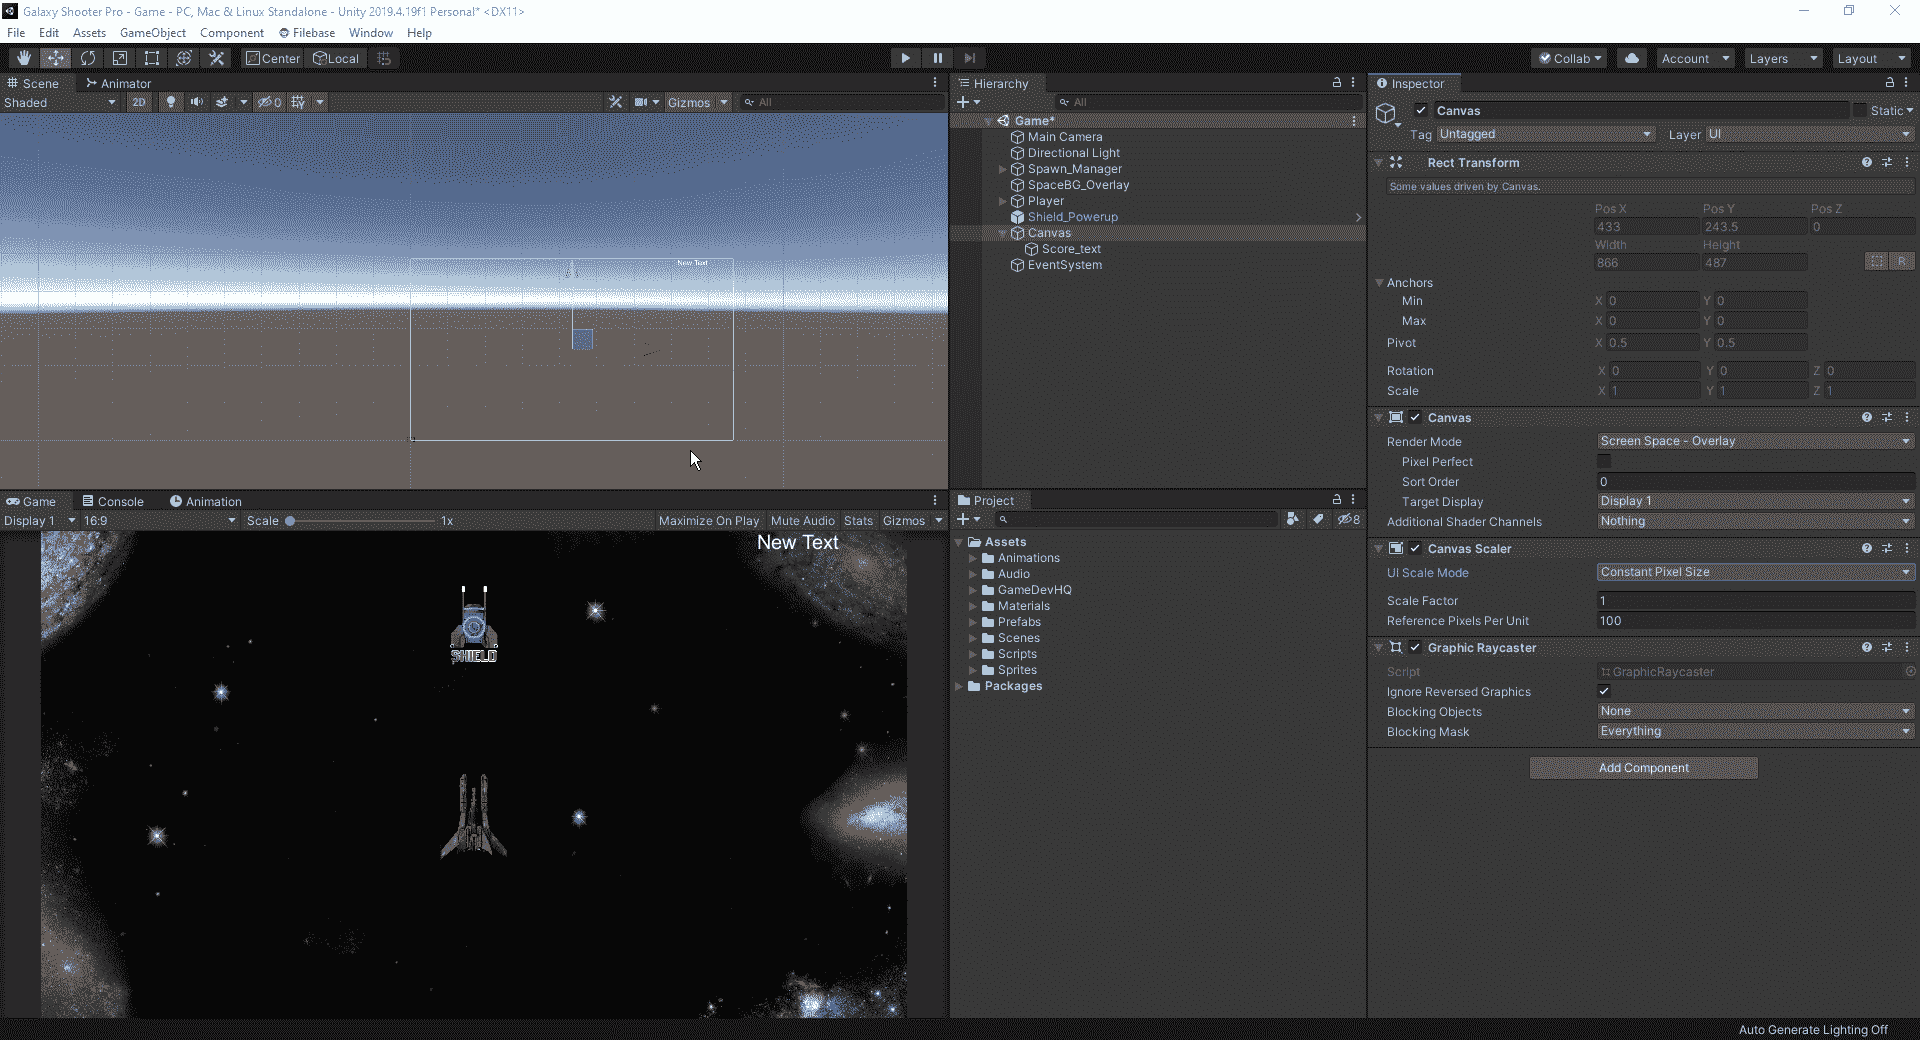 Galaxy Shooter Pro - Game - PC, Mac & Linux Standalone - Unity 2019.4.19f1 Personal* <DX11>
File Edit Assets GameObject Component Filebase Window Help
Center Local Collab Account Layers Layout
Scene Animator
Shaded 2D 0 Gizmos All
New Text
Game Console Animation
Display 1 16:9 Scale 1x Maximize On Play Mute Audio Stats Gizmos
New Text
SHIELD
Hierarchy
All
Game*
Main Camera
Directional Light
Spawn_Manager
SpaceBG_Overlay
Player
Shield_Powerup
Canvas
Score_text
EventSystem
Project
8
Assets
Animations
Audio
GameDevHQ
Materials
Prefabs
Scenes
Scripts
Sprites
Packages
Inspector
Canvas Static
Tag Untagged Layer UI
Rect Transform
Some values driven by Canvas.
Pos X Pos Y Pos Z
433 243.5 0
Width Height
866 487 R
Anchors
Min X 0 Y 0
Max X 0 Y 0
Pivot X 0.5 Y 0.5
Rotation X 0 Y 0 Z 0
Scale X 1 Y 1 Z 1
Canvas
Render Mode Screen Space - Overlay
Pixel Perfect
Sort Order 0
Target Display Display 1
Additional Shader Channels Nothing
Canvas Scaler
UI Scale Mode Constant Pixel Size
Scale Factor 1
Reference Pixels Per Unit 100
Graphic Raycaster
Script GraphicRaycaster
Ignore Reversed Graphics
Blocking Objects None
Blocking Mask Everything
Add Component
Auto Generate Lighting Off